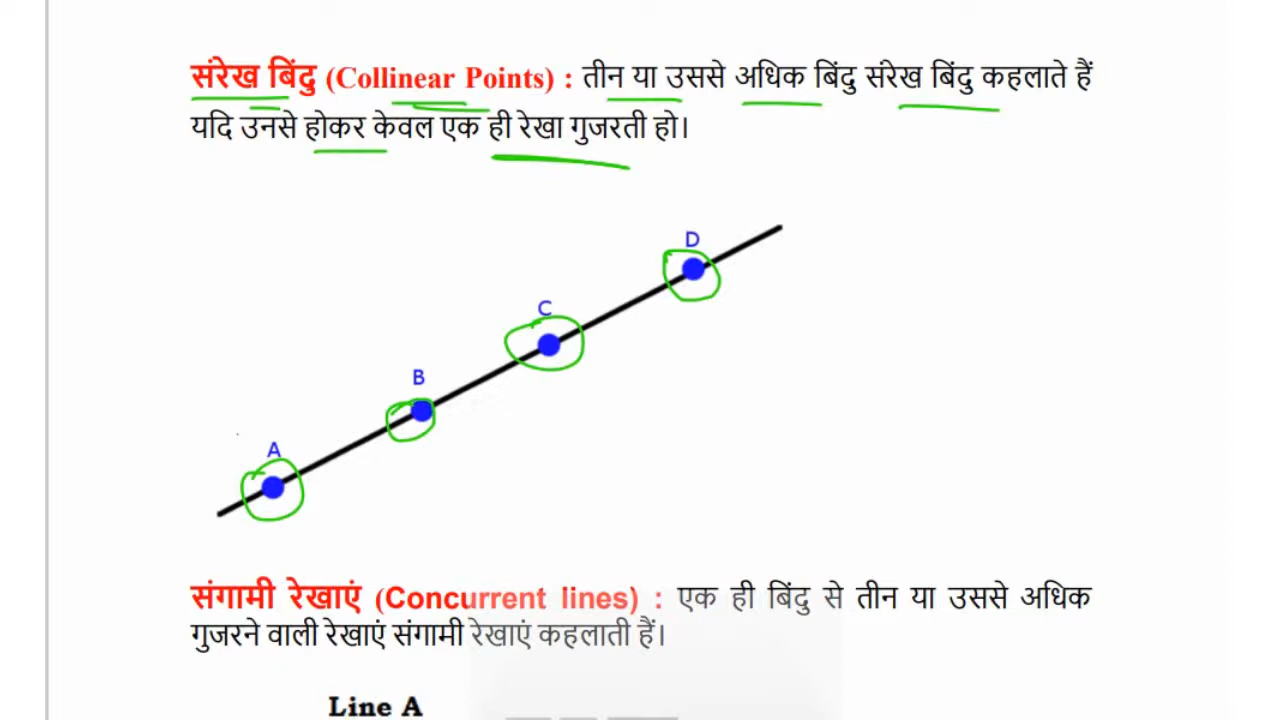 संरेख बिंदु (Collinear Points) : तीन या उससे अधिक बिंदु संरेख बिंदु कहलाते हैं
यदि उनसे होकर केवल एक ही रेखा गुजरती हो।
D
C
B
A
संगामी रेखाएं (Concurrent lines) : एक ही बिंदु से तीन या उससे अधिक
गुजरने वाली रेखाएं संगामी रेखाएं कहलाती हैं।
Line A